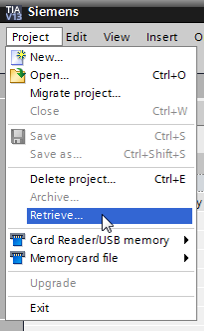 TIA V13 Siemens
Project Edit View Insert O
New...
Open... Ctrl+O
Migrate project...
Close Ctrl+W
Save Ctrl+S
Save as... Ctrl+Shift+S
Delete project... Ctrl+E
Archive...
Retrieve...
Card Reader/USB memory
Memory card file
Upgrade
Exit